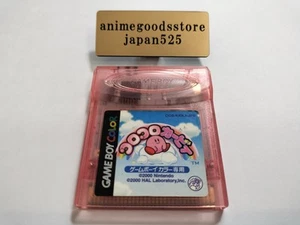 animegoodsstore
japan525
GAME BOY COLOR
コロコロカービィ
TM
ゲームボーイカラー専用
©2000 Nintendo
©2000 HAL Laboratory, Inc.